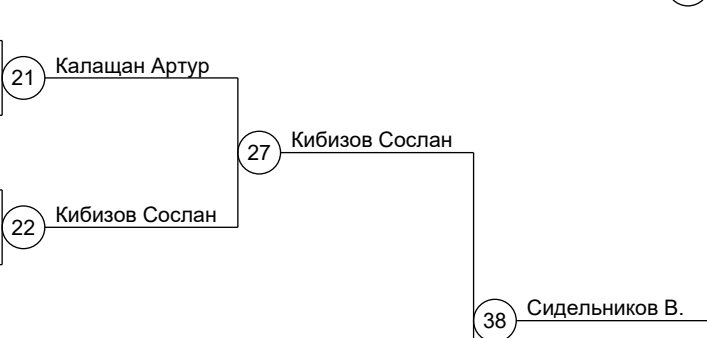 21 Калащан Артур
27 Кибизов Сослан
22 Кибизов Сослан
38 Сидельников В.